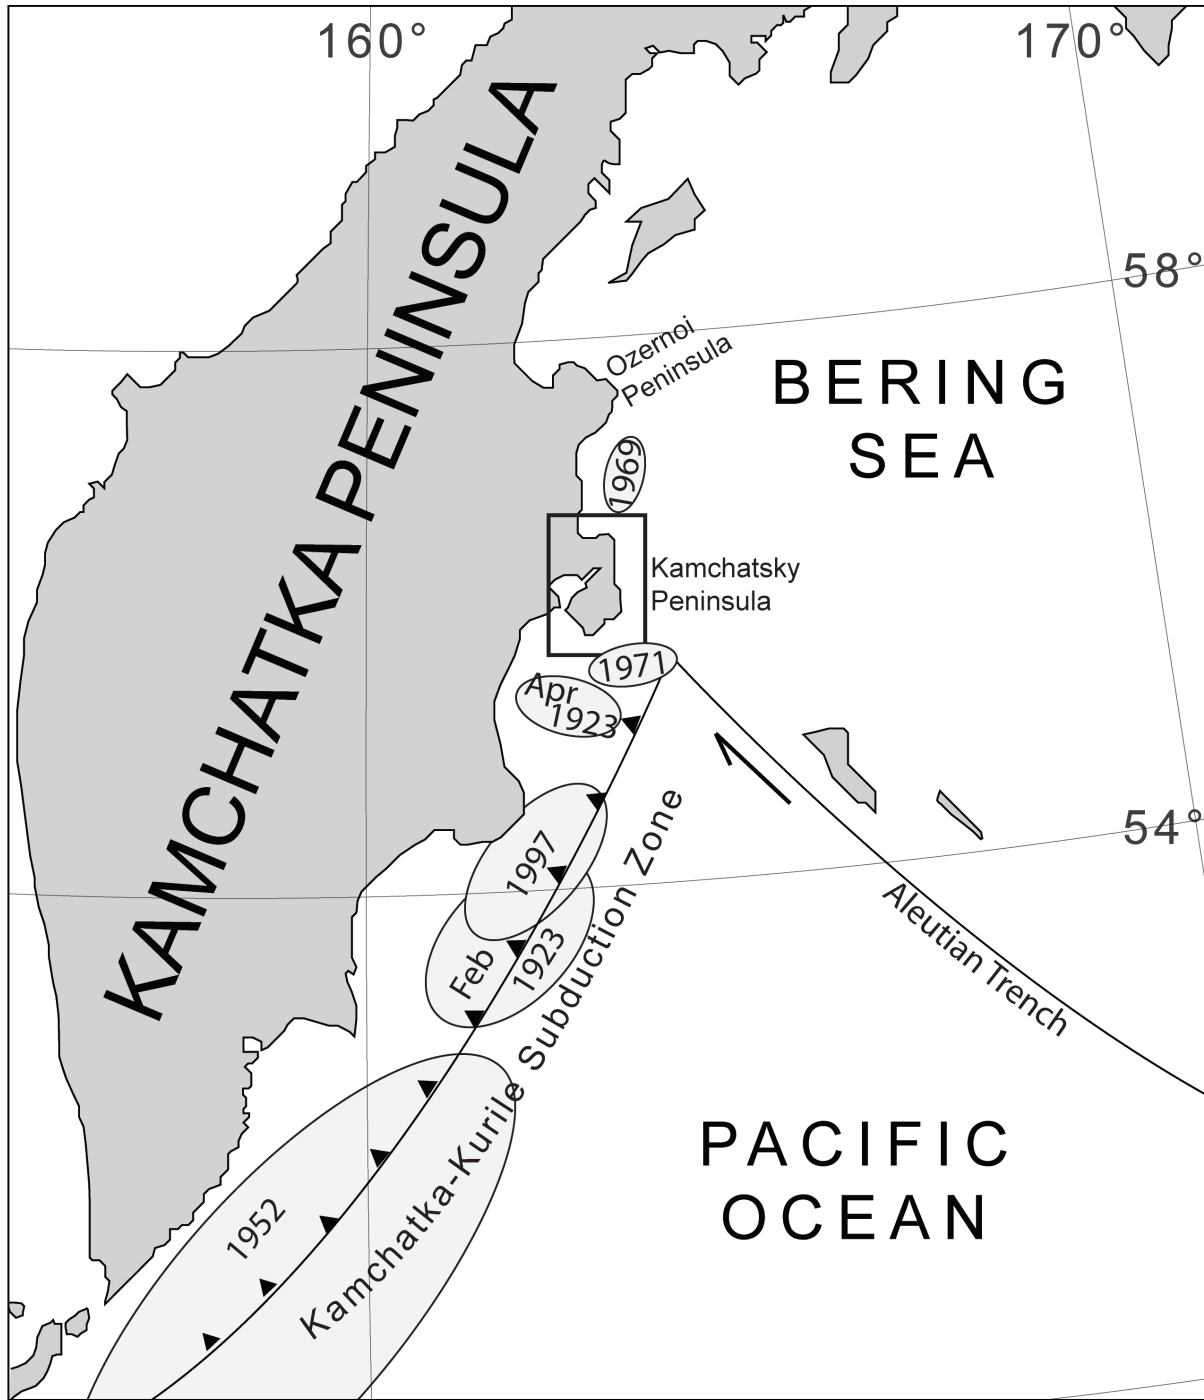 160°
170°
KAMCHATKA PENINSULA
58°
Ozernoi
Peninsula
BERING
SEA
1969
Kamchatsky
Peninsula
1971
Apr
1923
54°
1997
Feb
1923
Aleutian Trench
Kamchatka-Kurile Subduction Zone
1952
PACIFIC
OCEAN